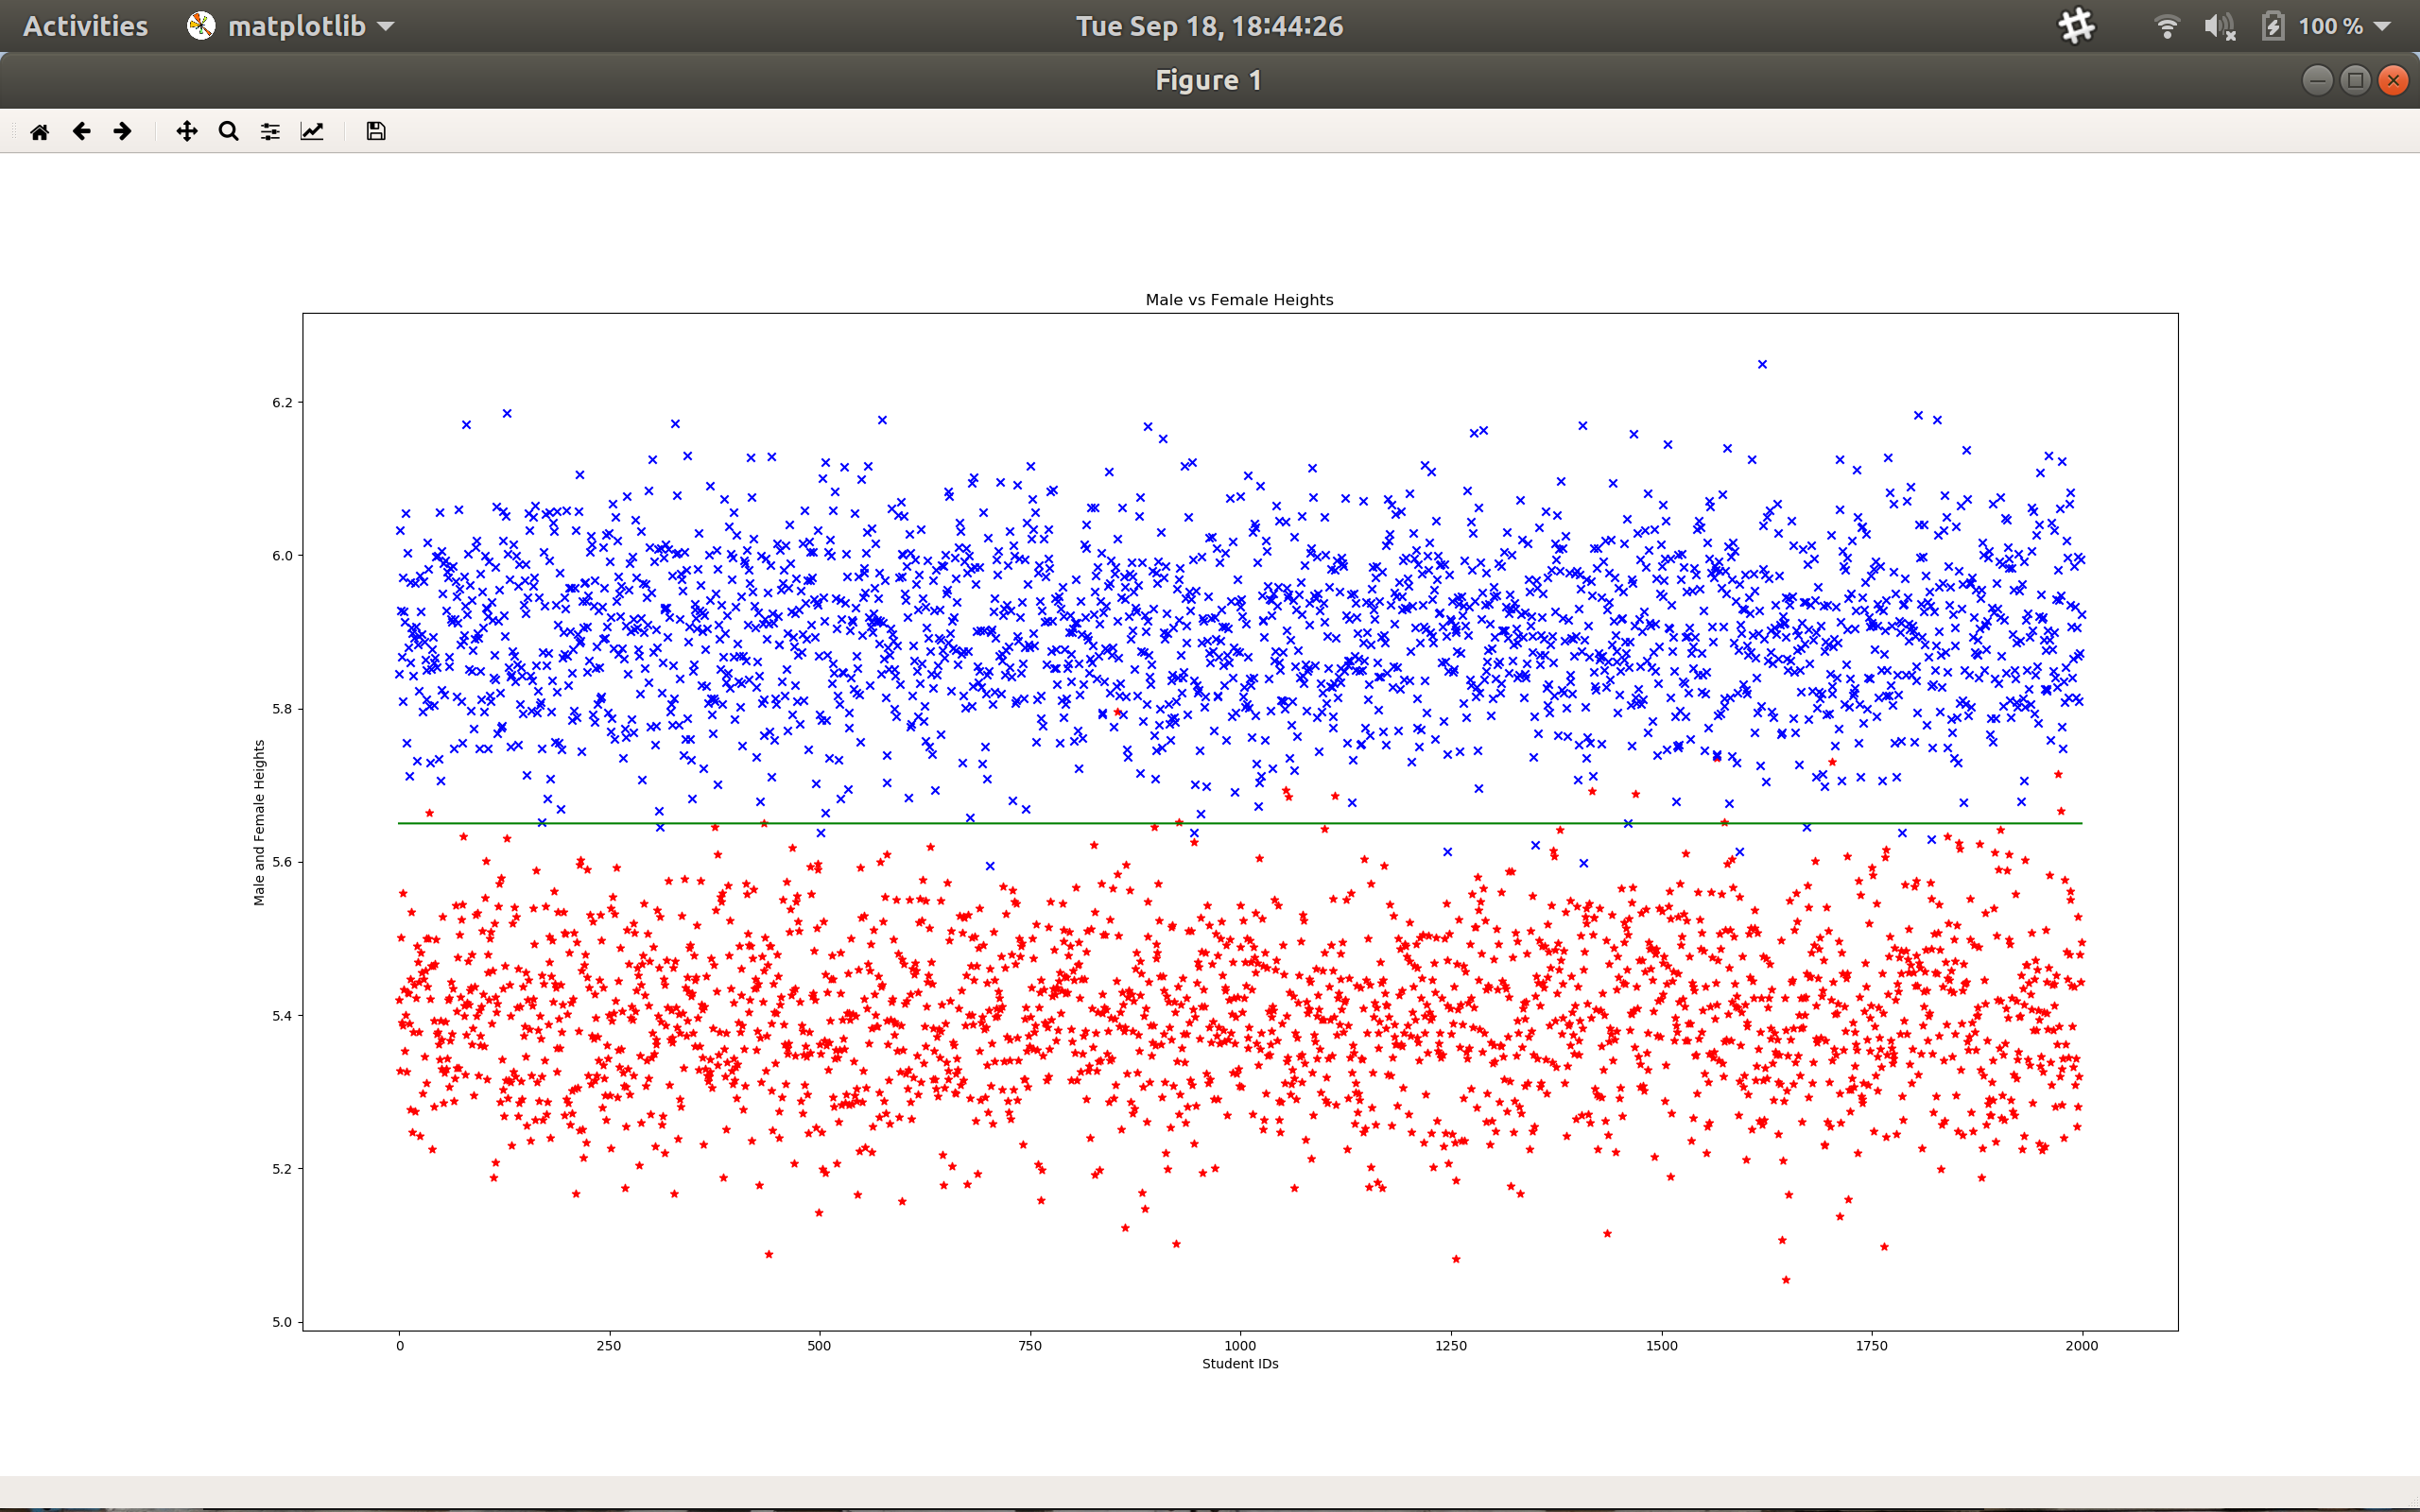 Activities matplotlib Tue Sep 18, 18:44:26 100 %
Figure 1
Male vs Female Heights
6.2
6.0
5.8
5.6
5.4
5.2
5.0
Male and Female Heights
0 250 500 750 1000 1250 1500 1750 2000
Student IDs